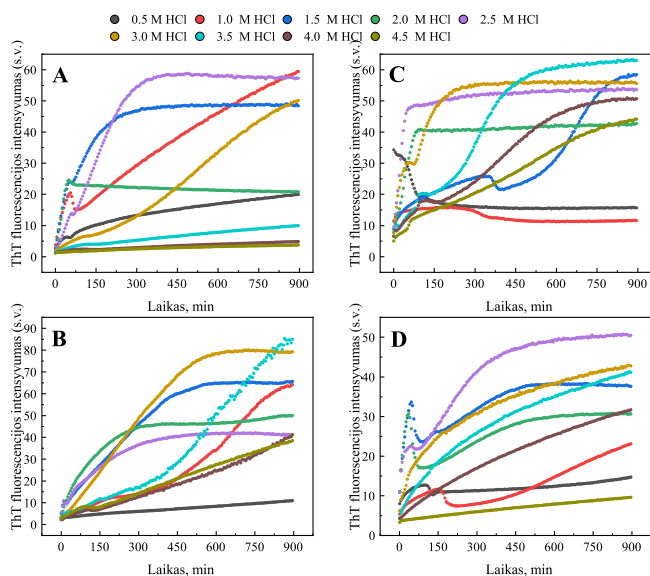 0.5 M HCl 1.0 M HCl 1.5 M HCl 2.0 M HCl 2.5 M HCl
3.0 M HCl 3.5 M HCl 4.0 M HCl 4.5 M HCl
A
ThT fluorescencijos intensyvumas (s.v.)
60
50
40
30
20
10
0
0 150 300 450 600 750 900
Laikas, min
C
ThT fluorescencijos intensyvumas (s.v.)
60
50
40
30
20
10
0
0 150 300 450 600 750 900
Laikas, min
B
ThT fluorescencijos intensyvumas (s.v.)
90
80
70
60
50
40
30
20
10
0
0 150 300 450 600 750 900
Laikas, min
D
ThT fluorescencijos intensyvumas (s.v.)
50
40
30
20
10
0
0 150 300 450 600 750 900
Laikas, min